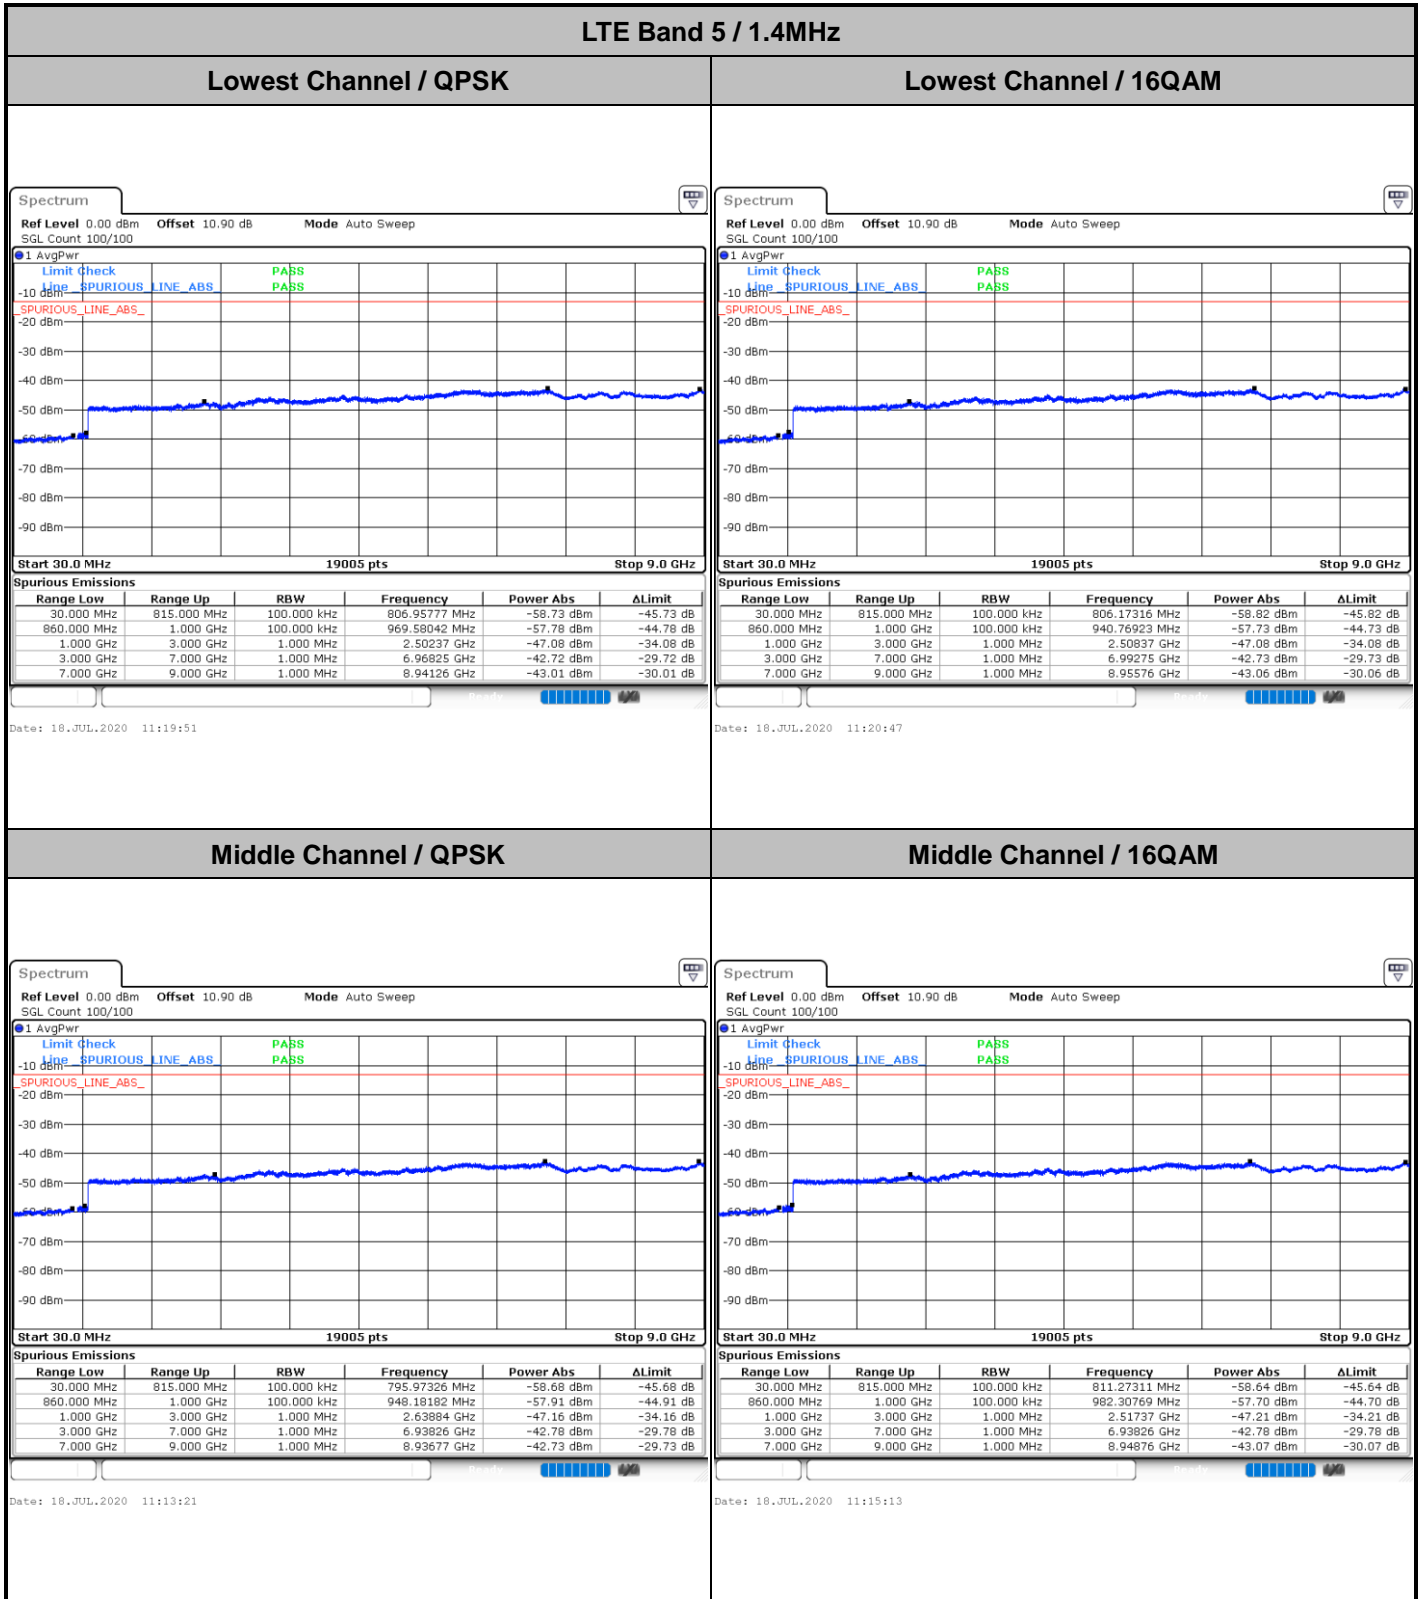 LTE Band 5 / 1.4MHz
Lowest Channel / QPSK
Lowest Channel / 16QAM
Spectrum
Ref Level 0.00 dBm Offset 10.90 dB Mode Auto Sweep
SGL Count 100/100
1 AvgPwr
Limit Check PASS
Line _SPURIOUS_LINE_ABS_ PASS
-10 dBm
_SPURIOUS_LINE_ABS_
-20 dBm
-30 dBm
-40 dBm
-50 dBm
-60 dBm
-70 dBm
-80 dBm
-90 dBm
Start 30.0 MHz 19005 pts Stop 9.0 GHz
Spurious Emissions
Range Low Range Up RBW Frequency Power Abs ΔLimit
30.000 MHz 815.000 MHz 100.000 kHz 806.95777 MHz -58.73 dBm -45.73 dB
860.000 MHz 1.000 GHz 100.000 kHz 969.58042 MHz -57.78 dBm -44.78 dB
1.000 GHz 3.000 GHz 1.000 MHz 2.50237 GHz -47.08 dBm -34.08 dB
3.000 GHz 7.000 GHz 1.000 MHz 6.96825 GHz -42.72 dBm -29.72 dB
7.000 GHz 9.000 GHz 1.000 MHz 8.94126 GHz -43.01 dBm -30.01 dB
Ready
Date: 18.JUL.2020 11:19:51
Spectrum
Ref Level 0.00 dBm Offset 10.90 dB Mode Auto Sweep
SGL Count 100/100
1 AvgPwr
Limit Check PASS
Line _SPURIOUS_LINE_ABS_ PASS
-10 dBm
_SPURIOUS_LINE_ABS_
-20 dBm
-30 dBm
-40 dBm
-50 dBm
-60 dBm
-70 dBm
-80 dBm
-90 dBm
Start 30.0 MHz 19005 pts Stop 9.0 GHz
Spurious Emissions
Range Low Range Up RBW Frequency Power Abs ΔLimit
30.000 MHz 815.000 MHz 100.000 kHz 806.17316 MHz -58.82 dBm -45.82 dB
860.000 MHz 1.000 GHz 100.000 kHz 940.76923 MHz -57.73 dBm -44.73 dB
1.000 GHz 3.000 GHz 1.000 MHz 2.50837 GHz -47.08 dBm -34.08 dB
3.000 GHz 7.000 GHz 1.000 MHz 6.99275 GHz -42.73 dBm -29.73 dB
7.000 GHz 9.000 GHz 1.000 MHz 8.95576 GHz -43.06 dBm -30.06 dB
Ready
Date: 18.JUL.2020 11:20:47
Middle Channel / QPSK
Middle Channel / 16QAM
Spectrum
Ref Level 0.00 dBm Offset 10.90 dB Mode Auto Sweep
SGL Count 100/100
1 AvgPwr
Limit Check PASS
Line _SPURIOUS_LINE_ABS_ PASS
-10 dBm
_SPURIOUS_LINE_ABS_
-20 dBm
-30 dBm
-40 dBm
-50 dBm
-60 dBm
-70 dBm
-80 dBm
-90 dBm
Start 30.0 MHz 19005 pts Stop 9.0 GHz
Spurious Emissions
Range Low Range Up RBW Frequency Power Abs ΔLimit
30.000 MHz 815.000 MHz 100.000 kHz 795.97326 MHz -58.68 dBm -45.68 dB
860.000 MHz 1.000 GHz 100.000 kHz 948.18182 MHz -57.91 dBm -44.91 dB
1.000 GHz 3.000 GHz 1.000 MHz 2.63884 GHz -47.16 dBm -34.16 dB
3.000 GHz 7.000 GHz 1.000 MHz 6.93826 GHz -42.78 dBm -29.78 dB
7.000 GHz 9.000 GHz 1.000 MHz 8.93677 GHz -42.73 dBm -29.73 dB
Ready
Date: 18.JUL.2020 11:13:21
Spectrum
Ref Level 0.00 dBm Offset 10.90 dB Mode Auto Sweep
SGL Count 100/100
1 AvgPwr
Limit Check PASS
Line _SPURIOUS_LINE_ABS_ PASS
-10 dBm
_SPURIOUS_LINE_ABS_
-20 dBm
-30 dBm
-40 dBm
-50 dBm
-60 dBm
-70 dBm
-80 dBm
-90 dBm
Start 30.0 MHz 19005 pts Stop 9.0 GHz
Spurious Emissions
Range Low Range Up RBW Frequency Power Abs ΔLimit
30.000 MHz 815.000 MHz 100.000 kHz 811.27311 MHz -58.64 dBm -45.64 dB
860.000 MHz 1.000 GHz 100.000 kHz 982.30769 MHz -57.70 dBm -44.70 dB
1.000 GHz 3.000 GHz 1.000 MHz 2.51737 GHz -47.21 dBm -34.21 dB
3.000 GHz 7.000 GHz 1.000 MHz 6.93826 GHz -42.78 dBm -29.78 dB
7.000 GHz 9.000 GHz 1.000 MHz 8.94876 GHz -43.07 dBm -30.07 dB
Ready
Date: 18.JUL.2020 11:15:13